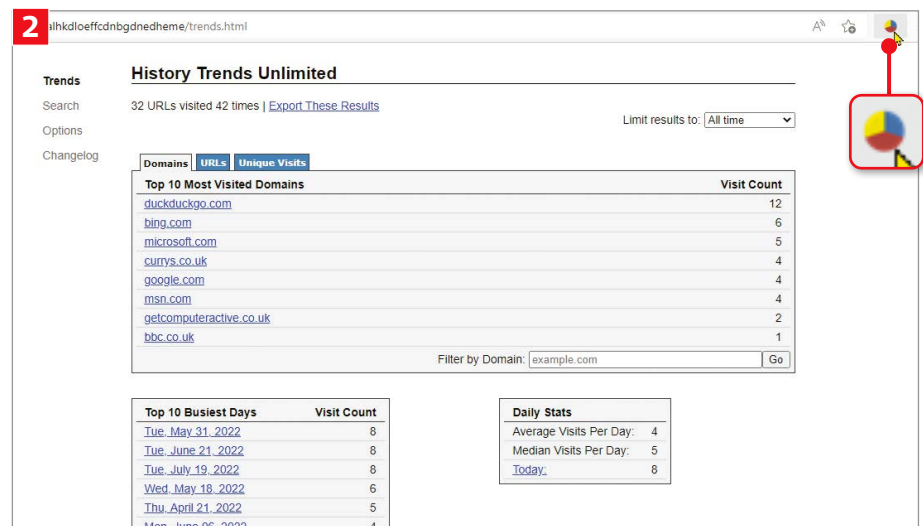 2
alhkdloeffcdnbgdnedheme/trends.html
Trends
Search
Options
Changelog
History Trends Unlimited
32 URLs visited 42 times | Export These Results
Limit results to: All time
Domains URLs Unique Visits
Top 10 Most Visited Domains Visit Count
duckduckgo.com 12
bing.com 6
microsoft.com 5
currys.co.uk 4
google.com 4
msn.com 4
getcomputeractive.co.uk 2
bbc.co.uk 1
Filter by Domain: example.com Go
Top 10 Busiest Days Visit Count
Tue, May 31, 2022 8
Tue, June 21, 2022 8
Tue, July 19, 2022 8
Wed, May 18, 2022 6
Thu, April 21, 2022 5
Mon, June 06, 2022 4
Daily Stats
Average Visits Per Day: 4
Median Visits Per Day: 5
Today: 8